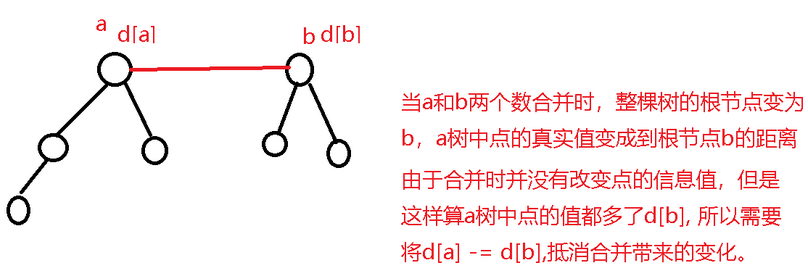 a d[a]
b d[b]
当a和b两个数合并时，整棵树的根节点变为
b，a树中点的真实值变成到根节点b的距离
由于合并时并没有改变点的信息值，但是
这样算a树中点的值都多了d[b], 所以需要
将d[a] -= d[b],抵消合并带来的变化。